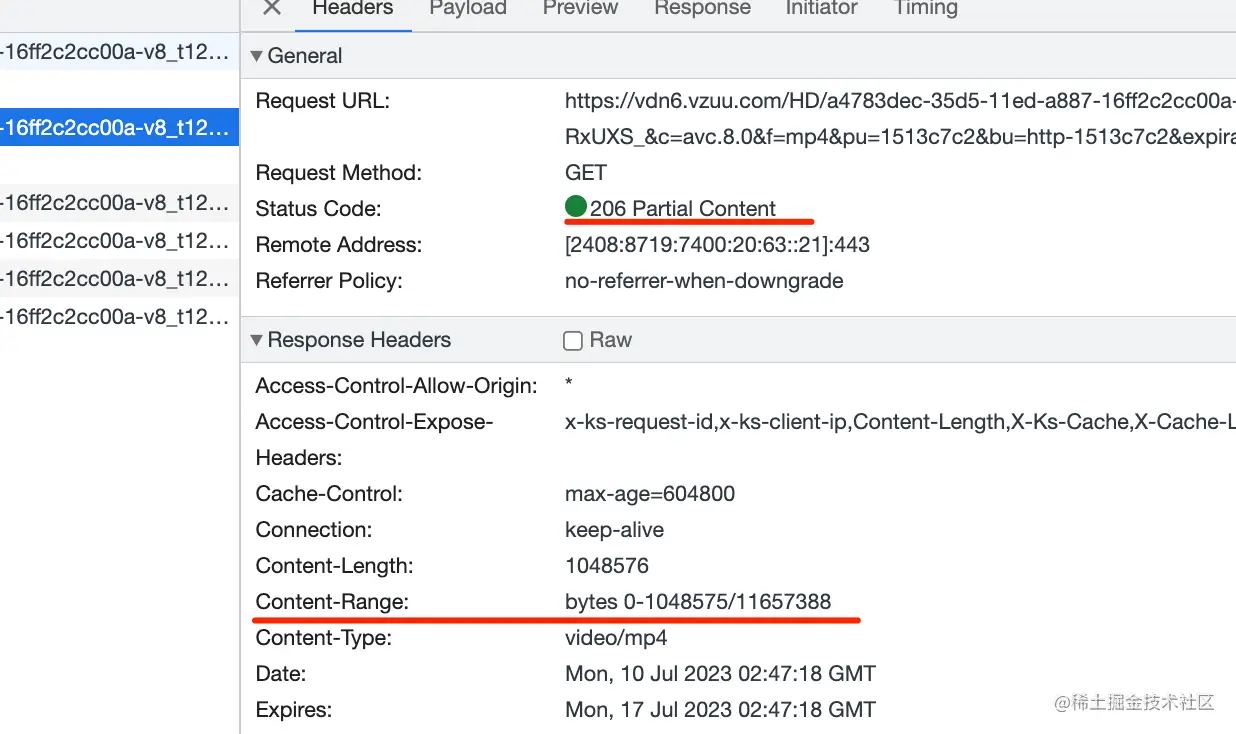 Headers Payload Preview Response Initiator Timing
-16ff2c2cc00a-v8_t12...
General
Request URL: https://vdn6.vzuu.com/HD/a4783dec-35d5-11ed-a887-16ff2c2cc00a-
-16ff2c2cc00a-v8_t12...
RxUXS_&c=avc.8.0&f=mp4&pu=1513c7c2&bu=http-1513c7c2&expira
Request Method: GET
-16ff2c2cc00a-v8_t12...
Status Code: 206 Partial Content
-16ff2c2cc00a-v8_t12...
Remote Address: [2408:8719:7400:20:63::21]:443
-16ff2c2cc00a-v8_t12...
Referrer Policy: no-referrer-when-downgrade
-16ff2c2cc00a-v8_t12...
Response Headers Raw
Access-Control-Allow-Origin: *
Access-Control-Expose- x-ks-request-id,x-ks-client-ip,Content-Length,X-Ks-Cache,X-Cache-L
Headers:
Cache-Control: max-age=604800
Connection: keep-alive
Content-Length: 1048576
Content-Range: bytes 0-1048575/11657388
Content-Type: video/mp4
Date: Mon, 10 Jul 2023 02:47:18 GMT
Expires: Mon, 17 Jul 2023 02:47:18 GMT
@稀土掘金技术社区